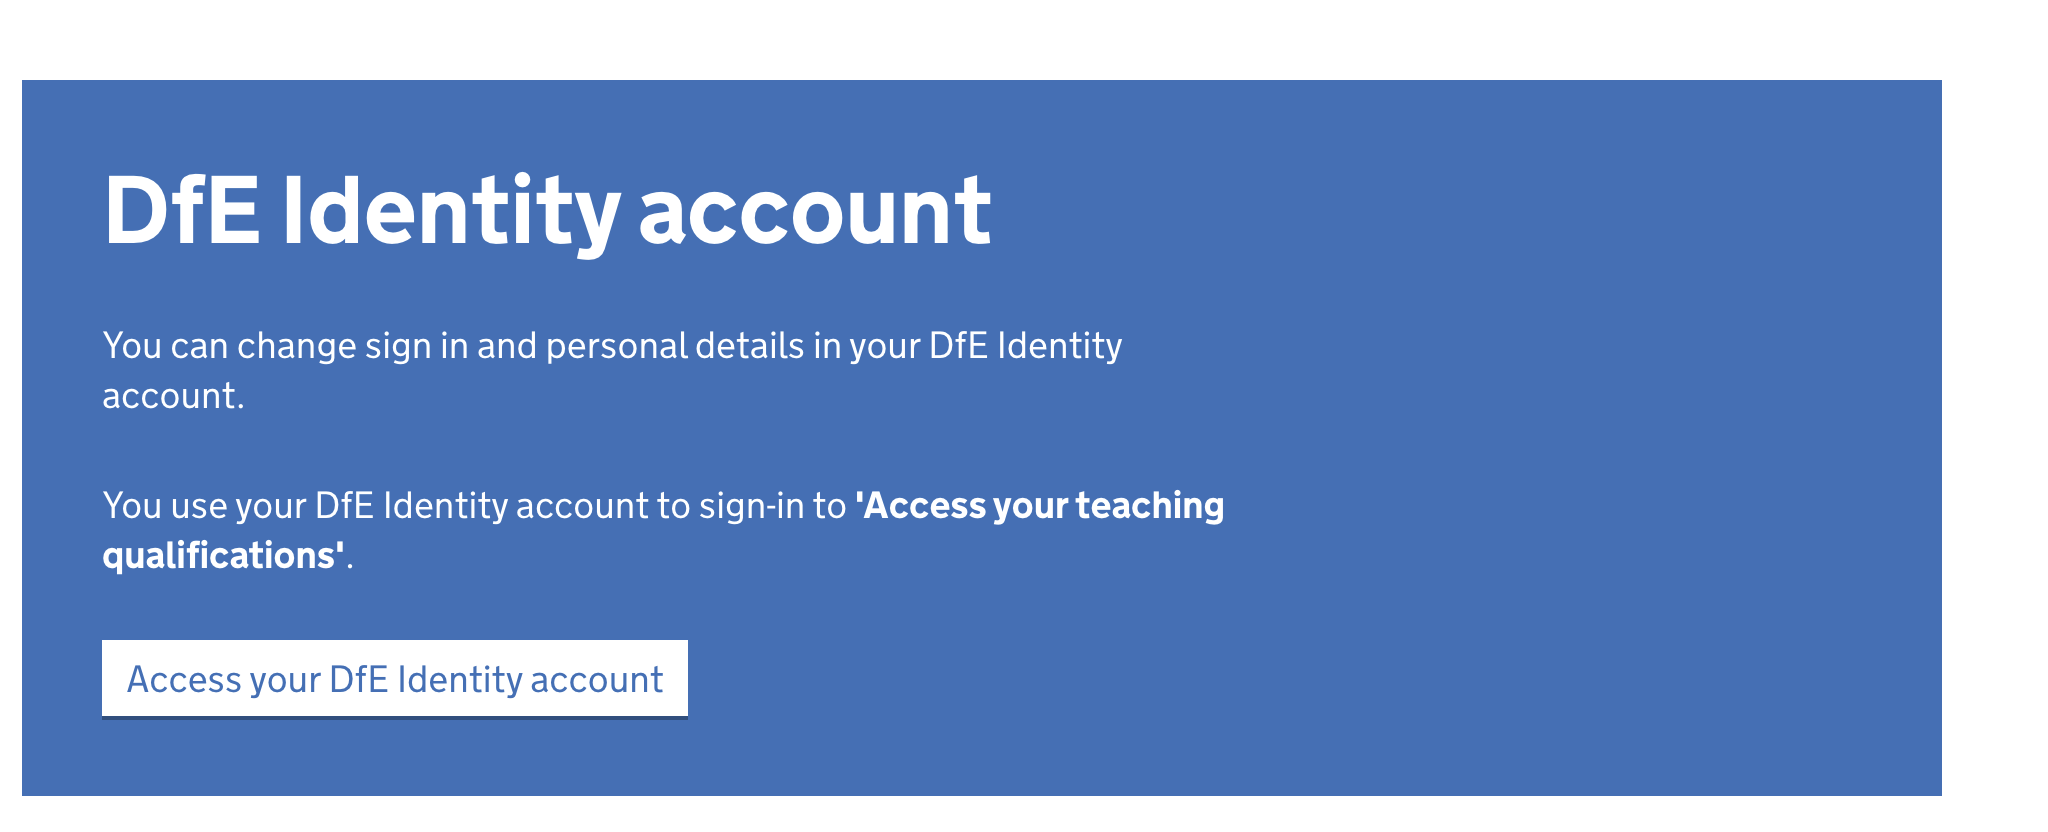 DfE Identity account
You can change sign in and personal details in your DfE Identity
account.
You use your DfE Identity account to sign-in to 'Access your teaching
qualifications'.
Access your DfE Identity account